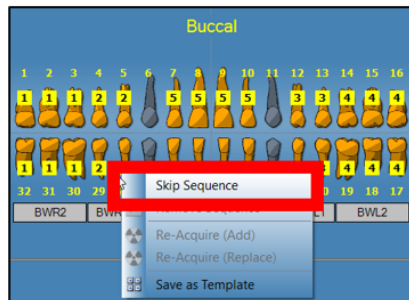 Buccal
1 2 3 4 5 6 7 8 9 10 11 12 13 14 15 16
1 1 1 2 2 5 5 5 5 3 3 4 4 4
1 1 1 2 4 4 4
32 31 30 29 19 18 17
BWR2 BWL2
Skip Sequence
Re-Acquire (Add)
Re-Acquire (Replace)
Save as Template